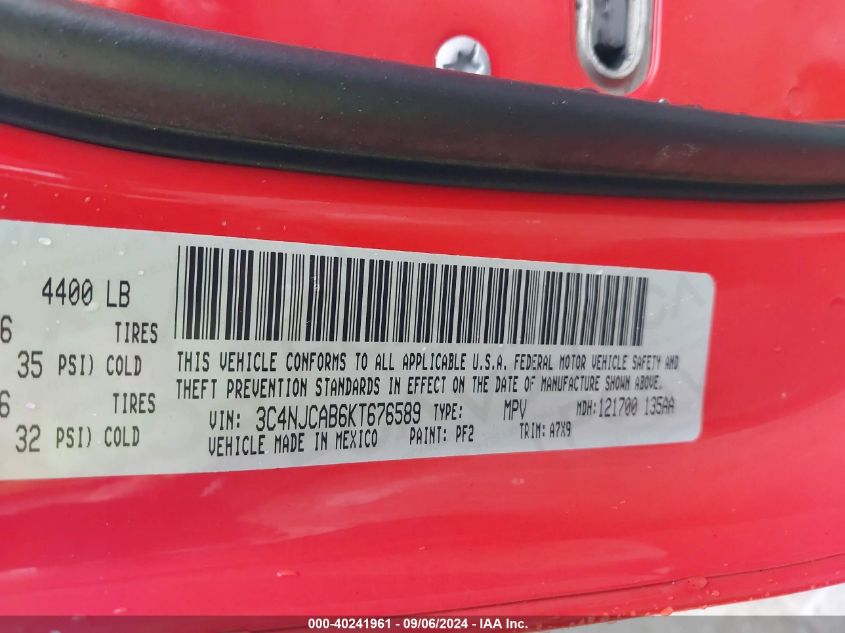 4400 LB
6 TIRES
35 PSI) COLD
6 TIRES
32 PSI) COLD
THIS VEHICLE CONFORMS TO ALL APPLICABLE U.S.A. FEDERAL MOTOR VEHICLE SAFETY AND
THEFT PREVENTION STANDARDS IN EFFECT ON THE DATE OF MANUFACTURE SHOWN ABOVE.
VIN: 3C4NJCAB6KT676589 TYPE: MPV MDH:121700 135AA
VEHICLE MADE IN MEXICO PAINT: PF2 TRIM: A7X9
000-40241961 - 09/06/2024 - IAA Inc.